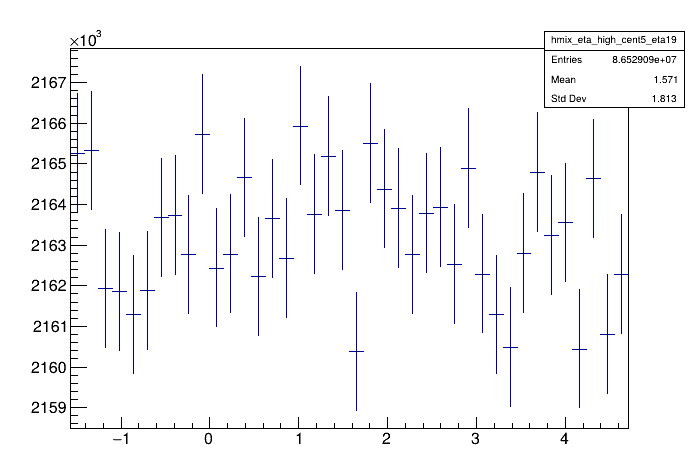 ×10³
hmix_eta_high_cent5_eta19
Entries 8.652909e+07
Mean 1.571
Std Dev 1.813
2167
2166
2165
2164
2163
2162
2161
2160
2159
−1 0 1 2 3 4